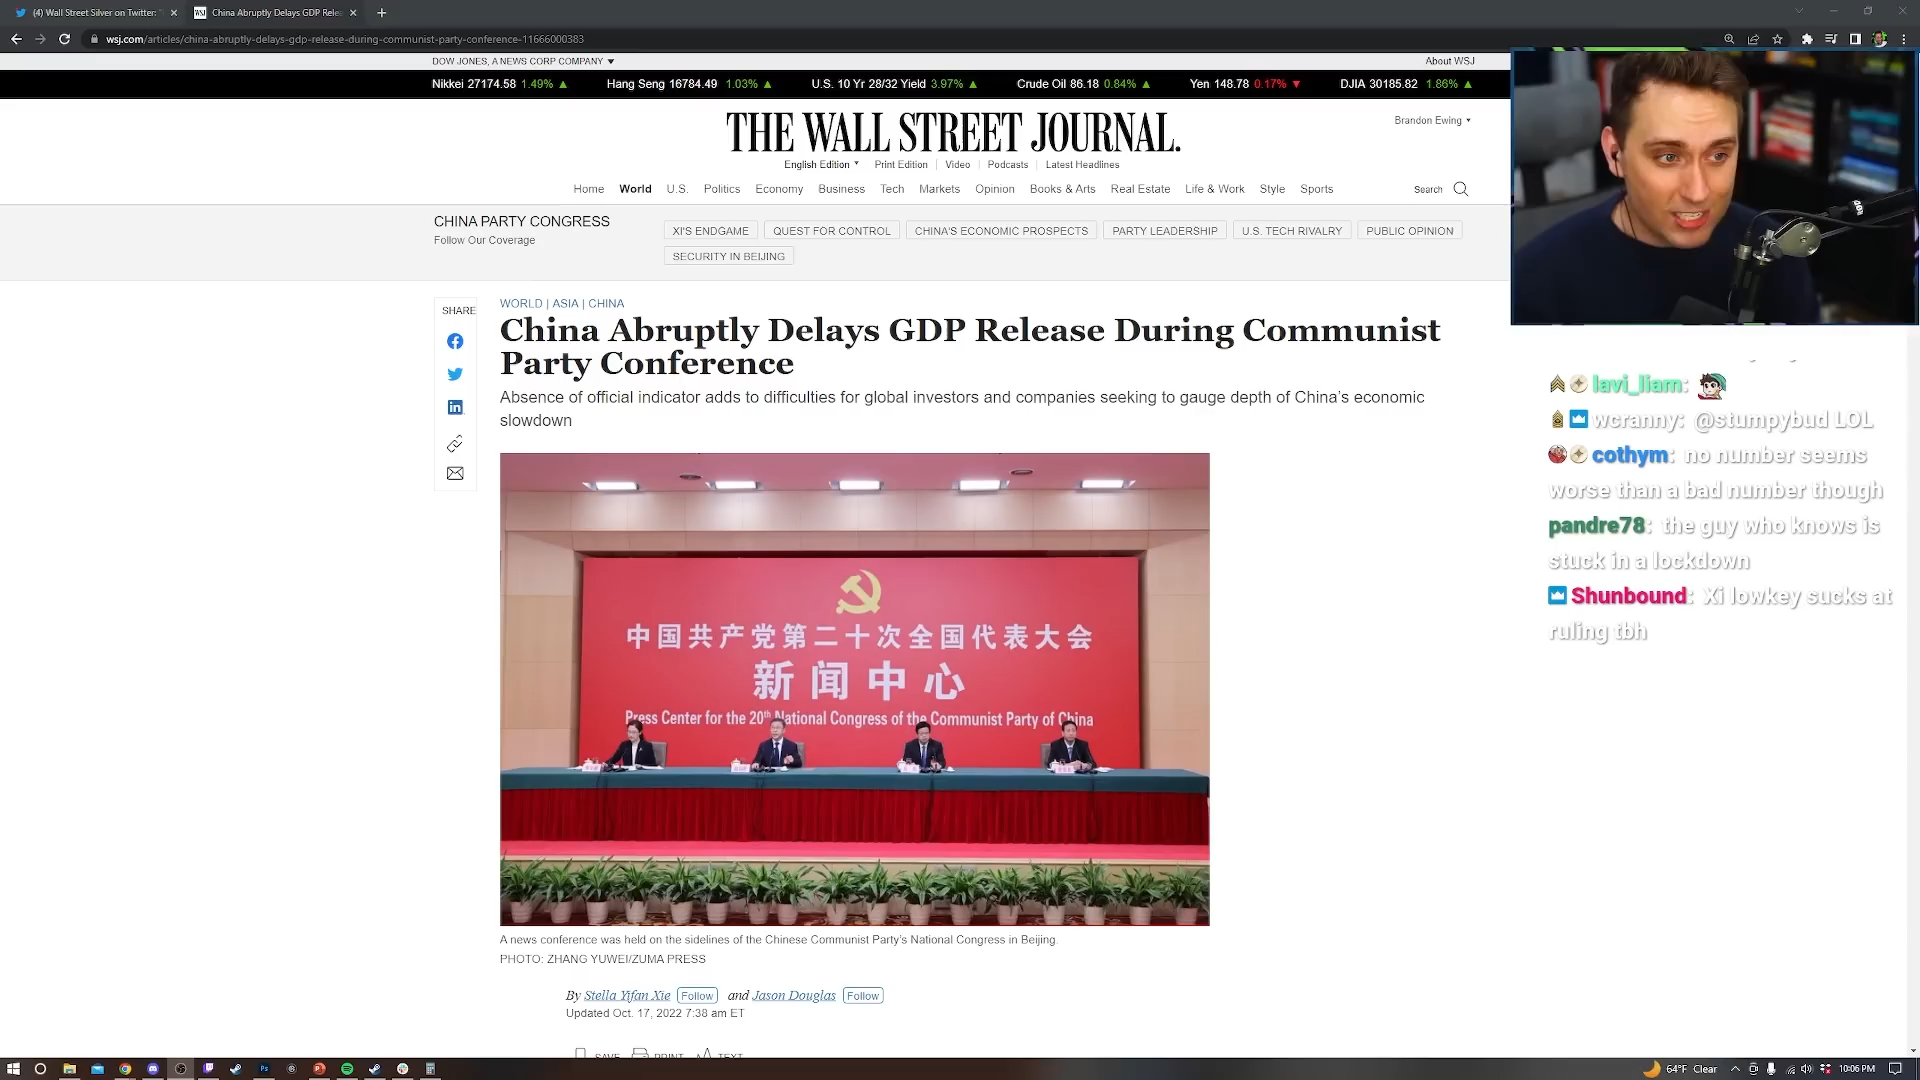 (4) Wall Street Silver on Twitter: "
China Abruptly Delays GDP Rele
wsj.com/articles/china-abruptly-delays-gdp-release-during-communist-party-conference-11666000383
DOW JONES, A NEWS CORP COMPANY
About WSJ
Nikkei 27174.58 1.49% ▲ Hang Seng 16784.49 1.03% ▲ U.S. 10 Yr 28/32 Yield 3.97% ▲ Crude Oil 86.18 0.84% ▲ Yen 148.78 0.17% ▼ DJIA 30185.82 1.86% ▲
THE WALL STREET JOURNAL.
Brandon Ewing
English Edition Print Edition Video Podcasts Latest Headlines
Home World U.S. Politics Economy Business Tech Markets Opinion Books & Arts Real Estate Life & Work Style Sports Search
CHINA PARTY CONGRESS
Follow Our Coverage
XI'S ENDGAME QUEST FOR CONTROL CHINA'S ECONOMIC PROSPECTS PARTY LEADERSHIP U.S. TECH RIVALRY PUBLIC OPINION
SECURITY IN BEIJING
SHARE
WORLD | ASIA | CHINA
China Abruptly Delays GDP Release During Communist
Party Conference
Absence of official indicator adds to difficulties for global investors and companies seeking to gauge depth of China's economic
slowdown
中国共产党第二十次全国代表大会
新闻中心
Press Center for the 20th National Congress of the Communist Party of China
A news conference was held on the sidelines of the Chinese Communist Party's National Congress in Beijing.
PHOTO: ZHANG YUWEI/ZUMA PRESS
By Stella Yifan Xie Follow and Jason Douglas Follow
Updated Oct. 17, 2022 7:38 am ET
SAVE PRINT TEXT
lavi_liam:
wcranny: @stumpybud LOL
cothym: no number seems
worse than a bad number though
pandre78: the guy who knows is
stuck in a lockdown
Shunbound: Xi lowkey sucks at
ruling tbh
64°F Clear
10:06 PM